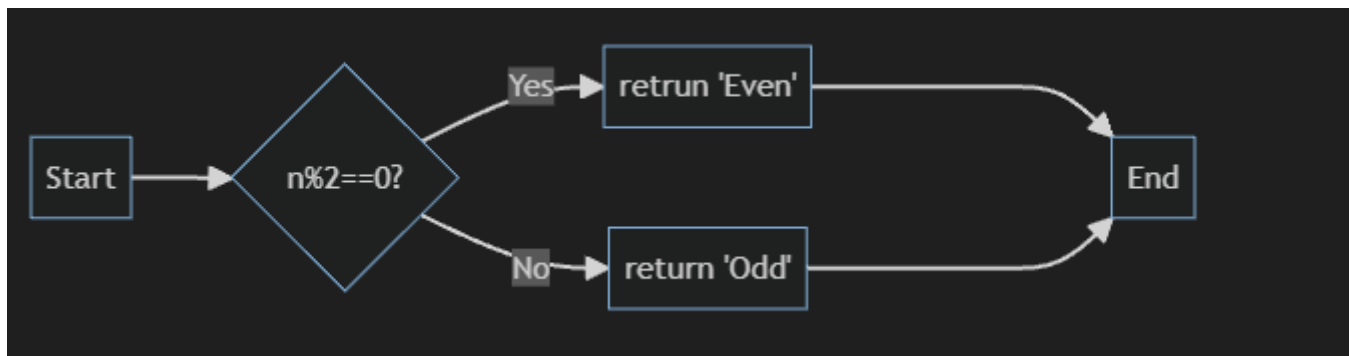 Start
n%2==0?
Yes
retrun 'Even'
No
return 'Odd'
End